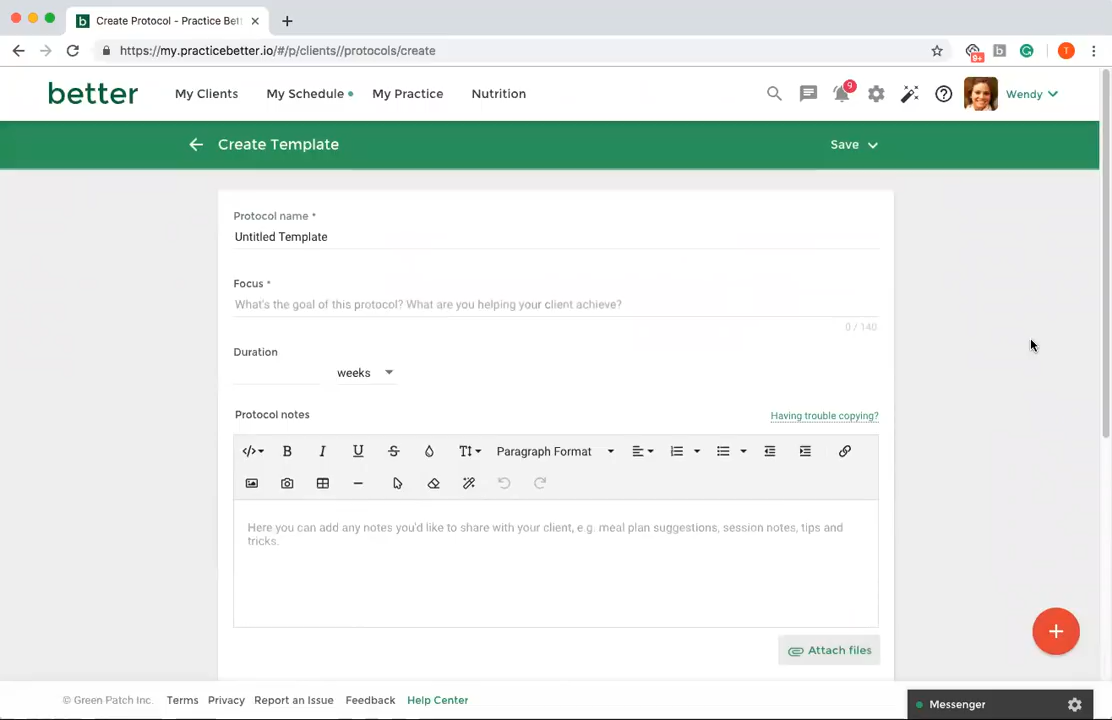 Create Protocol - Practice Bet
https://my.practicebetter.io/#/p/clients//protocols/create
9+
b
T
better
My Clients
My Schedule
My Practice
Nutrition
9
Wendy
Create Template
Save
Protocol name *
Untitled Template
Focus *
What's the goal of this protocol? What are you helping your client achieve?
0 / 140
Duration
weeks
Protocol notes
Having trouble copying?
Paragraph Format
Here you can add any notes you'd like to share with your client, e.g. meal plan suggestions, session notes, tips and
tricks.
Attach files
© Green Patch Inc.
Terms
Privacy
Report an Issue
Feedback
Help Center
Messenger